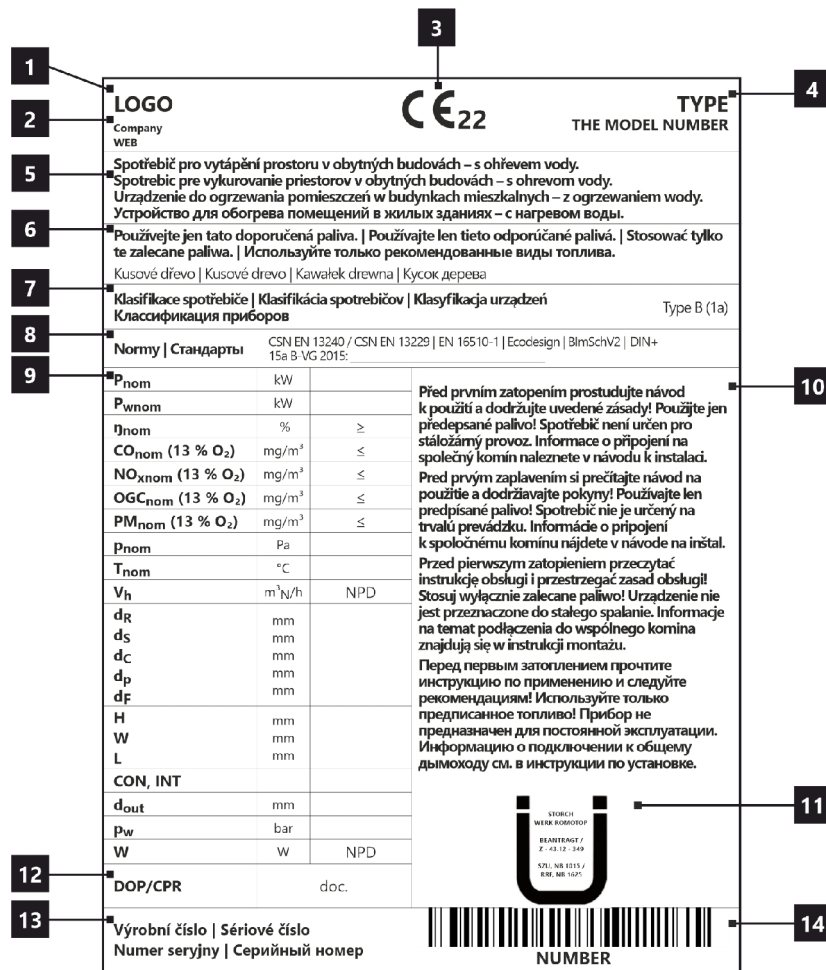 1
2
3
4
5
6
7
8
9
10
11
12
13
14
LOGO
Company
WEB
CE 22
TYPE
THE MODEL NUMBER
Spotřebič pro vytápění prostoru v obytných budovách – s ohřevem vody.
Spotrebic pre vykurovanie priestorov v obytných budovách – s ohrevom vody.
Urządzenie do ogrzewania pomieszczeń w budynkach mieszkalnych – z ogrzewaniem wody.
Устройство для обогрева помещений в жилых зданиях – с нагревом воды.
Používejte jen tato doporučená paliva. | Používajte len tieto odporúčané palivá. | Stosować tylko
te zalecane paliwa. | Используйте только рекомендованные виды топлива.
Kusové dřevo | Kusové drevo | Kawałek drewna | Кусок дерева
Klasifikace spotřebiče | Klasifikácia spotrebičov | Klasyfikacja urządzeń
Классификация приборов
Type B (1a)
Normy | Стандарты
CSN EN 13240 / CSN EN 13229 | EN 16510-1 | Ecodesign | BImSchV2 | DIN+
15a B-VG 2015: ____________________
Pnom kW
Pwnom kW
ηnom % ≥
COnom (13 % O₂) mg/m³ ≤
NOxnom (13 % O₂) mg/m³ ≤
OGCnom (13 % O₂) mg/m³ ≤
PMnom (13 % O₂) mg/m³ ≤
pnom Pa
Tnom °C
Vh m³N/h NPD
dR mm
dS mm
dC mm
dp mm
dF mm
H mm
W mm
L mm
CON, INT
dout mm
pw bar
W W NPD
DOP/CPR doc.
Před prvním zatopením prostudujte návod
k použití a dodržujte uvedené zásady! Použijte jen
předepsané palivo! Spotřebič není určen pro
stáložárný provoz. Informace o připojení na
společný komín naleznete v návodu k instalaci.
Pred prvým zaplavením si prečítajte návod na
použitie a dodržiavajte pokyny! Používajte len
predpísané palivo! Spotrebič nie je určený na
trvalú prevádzku. Informácie o pripojení
k spoločnému komínu nájdete v návode na inštal.
Przed pierwszym zatopieniem przeczytać
instrukcję obsługi i przestrzegać zasad obsługi!
Stosuj wyłącznie zalecane paliwo! Urządzenie nie
jest przeznaczone do stałego spalanie. Informacje
na temat podłączenia do wspólnego komina
znajdują się w instrukcji montażu.
Перед первым затоплением прочтите
инструкцию по применению и следуйте
рекомендациям! Используйте только
предписанное топливо! Прибор не
предназначен для постоянной эксплуатации.
Информацию о подключении к общему
дымоходу см. в инструкции по установке.
STORCH
WERK ROMOTOP
BEANTRAGT /
Z - 43.12 - 349
SZU, NB 1015 /
RRF, NB 1625
Výrobní číslo | Sériové číslo
Numer seryjny | Серийный номер
NUMBER